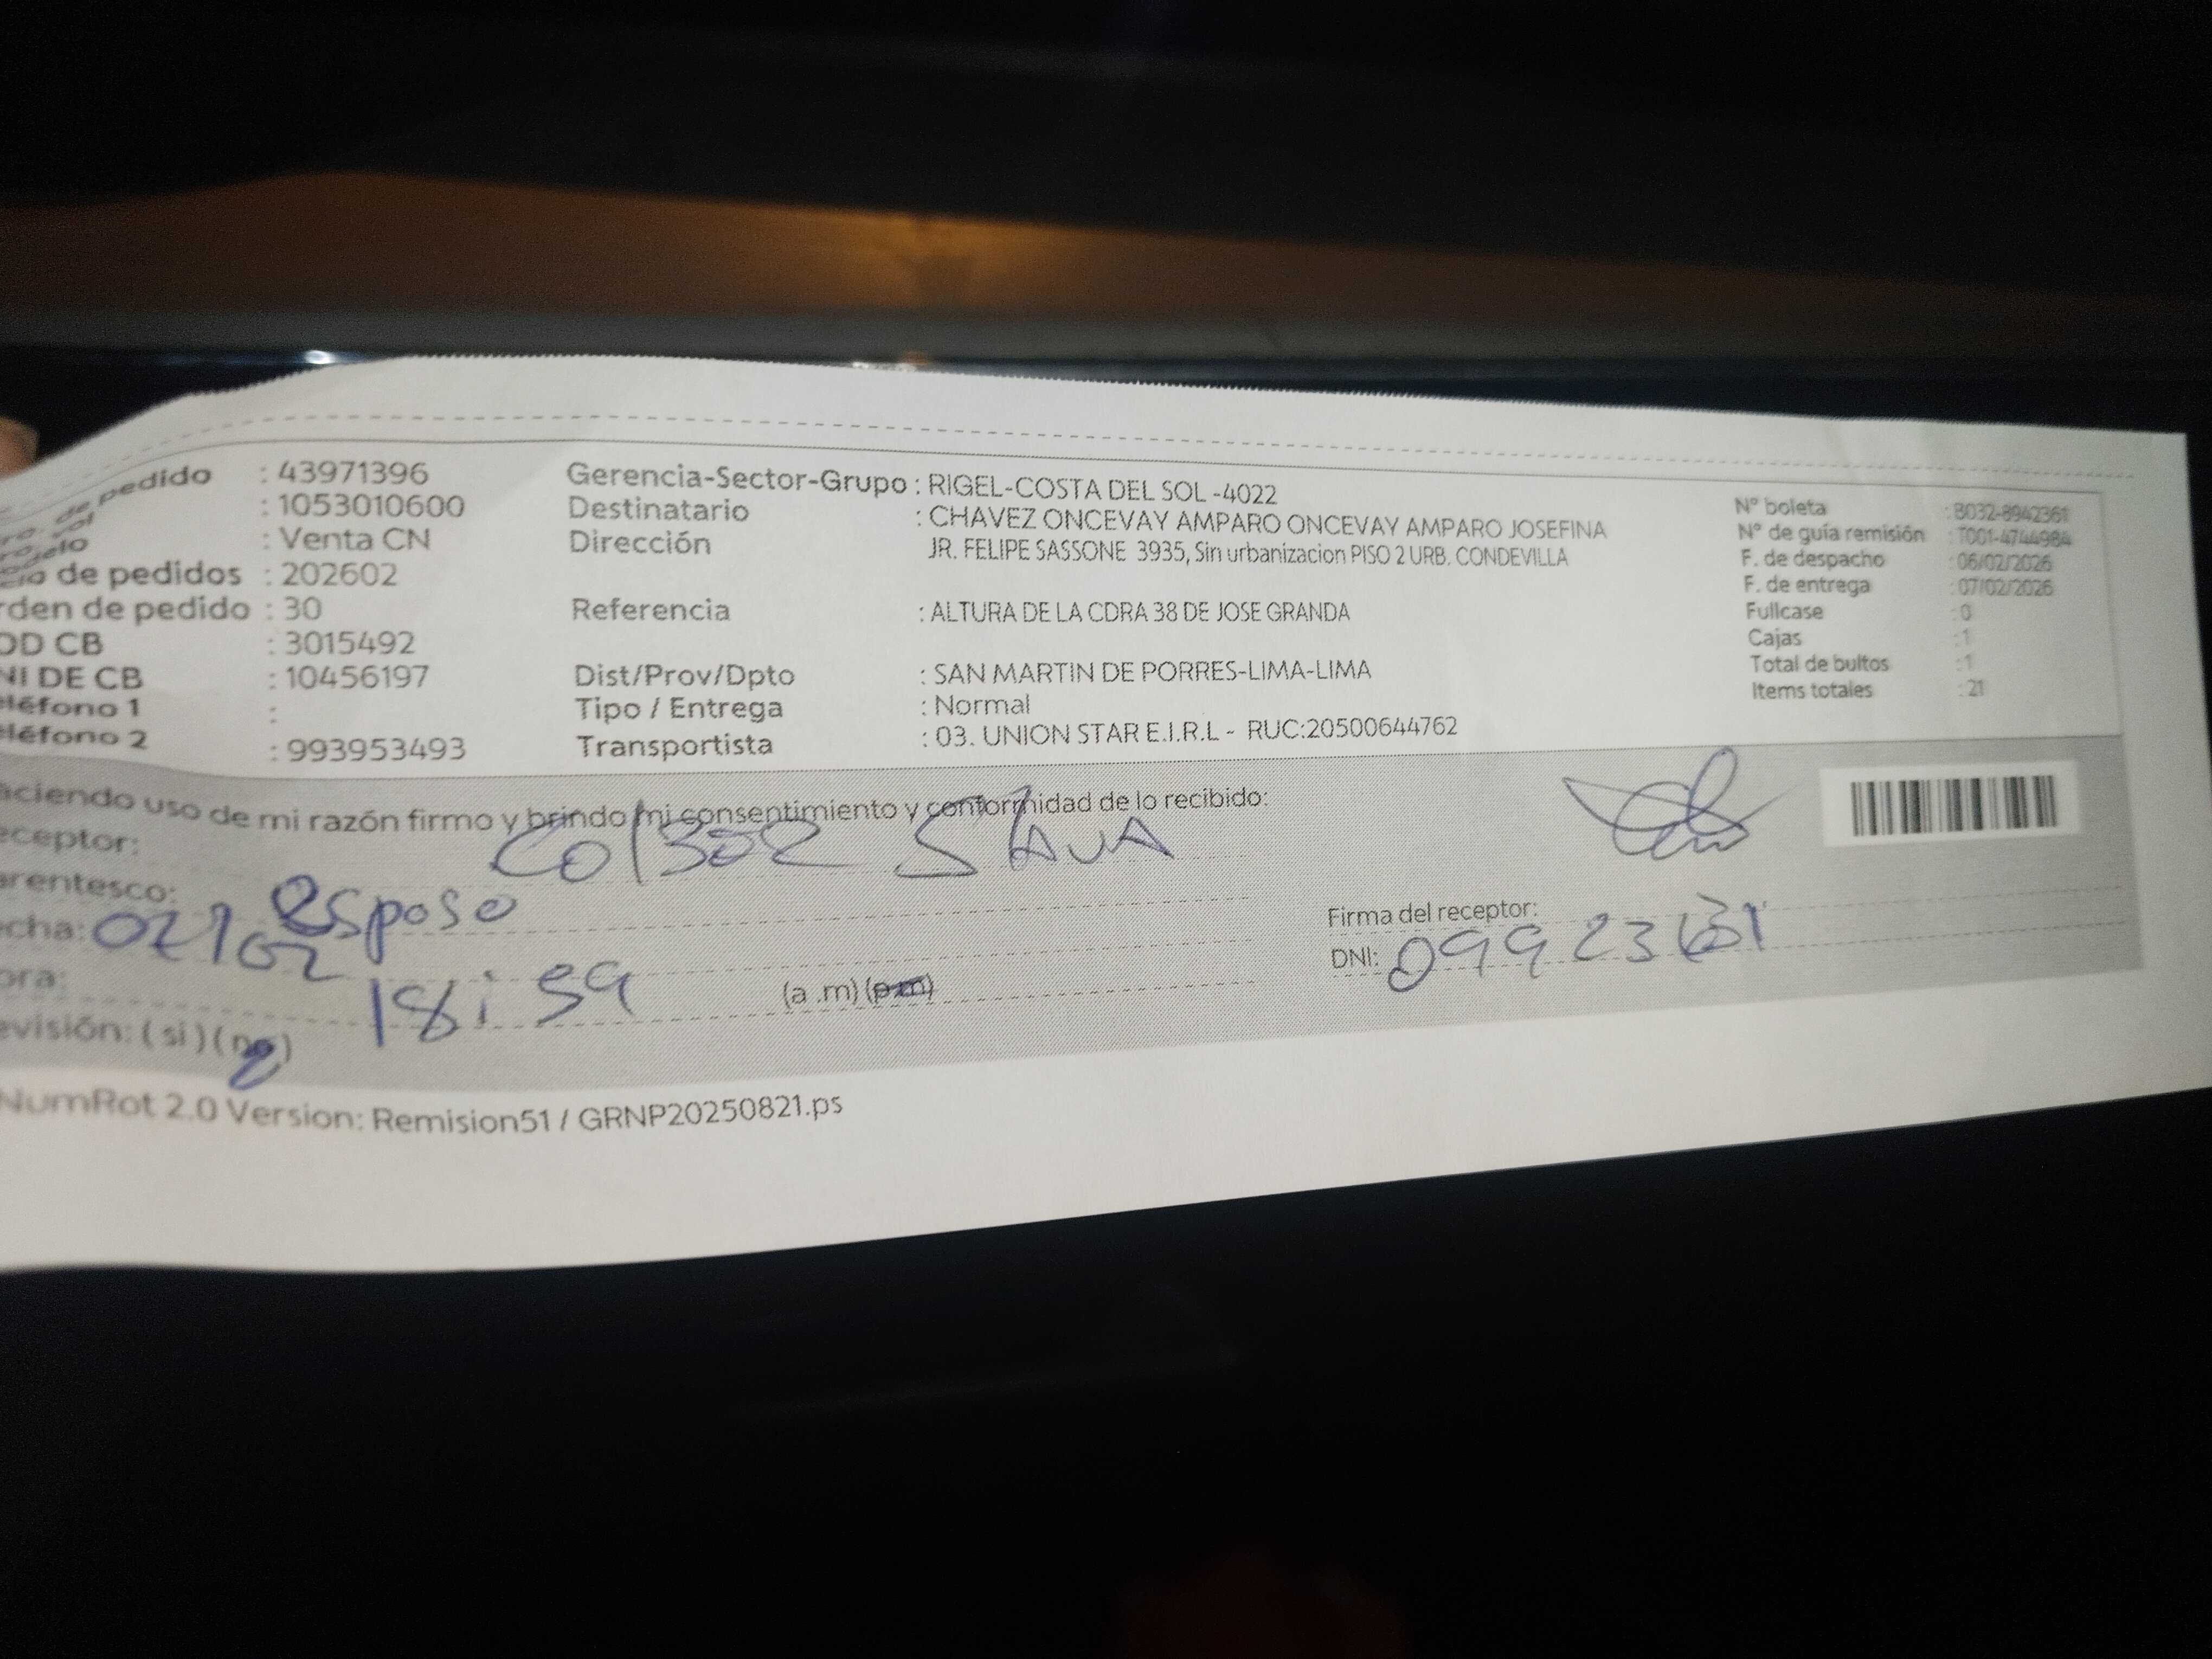 de pedido : 43971396
: 1053010600
: Venta CN
de pedidos : 202602
rden de pedido : 30
OD CB : 3015492
NI DE CB : 10456197
eléfono 1 :
eléfono 2 : 993953493
Gerencia-Sector-Grupo : RIGEL-COSTA DEL SOL -4022
Destinatario : CHAVEZ ONCEVAY AMPARO ONCEVAY AMPARO JOSEFINA
Dirección JR. FELIPE SASSONE 3935, Sin urbanizacion PISO 2 URB. CONDEVILLA
Referencia : ALTURA DE LA CDRA 38 DE JOSE GRANDA
Dist/Prov/Dpto : SAN MARTIN DE PORRES-LIMA-LIMA
Tipo / Entrega : Normal
Transportista : 03. UNION STAR E.I.R.L - RUC:20500644762
N° boleta : B032-8942361
N° de guía remisión : T001-4744984
F. de despacho : 06/02/2026
F. de entrega : 07/02/2026
Fullcase : 0
Cajas : 1
Total de bultos : 1
Items totales : 21
aciendo uso de mi razón firmo y brindo mi consentimiento y conformidad de lo recibido:
eceptor:
arentesco: esposo
echa:
ora: 18:59 (a .m) (p.m)
evisión: ( si ) ( no )
Firma del receptor:
DNI:
NumRot 2.0 Version: Remision51 / GRNP20250821.ps